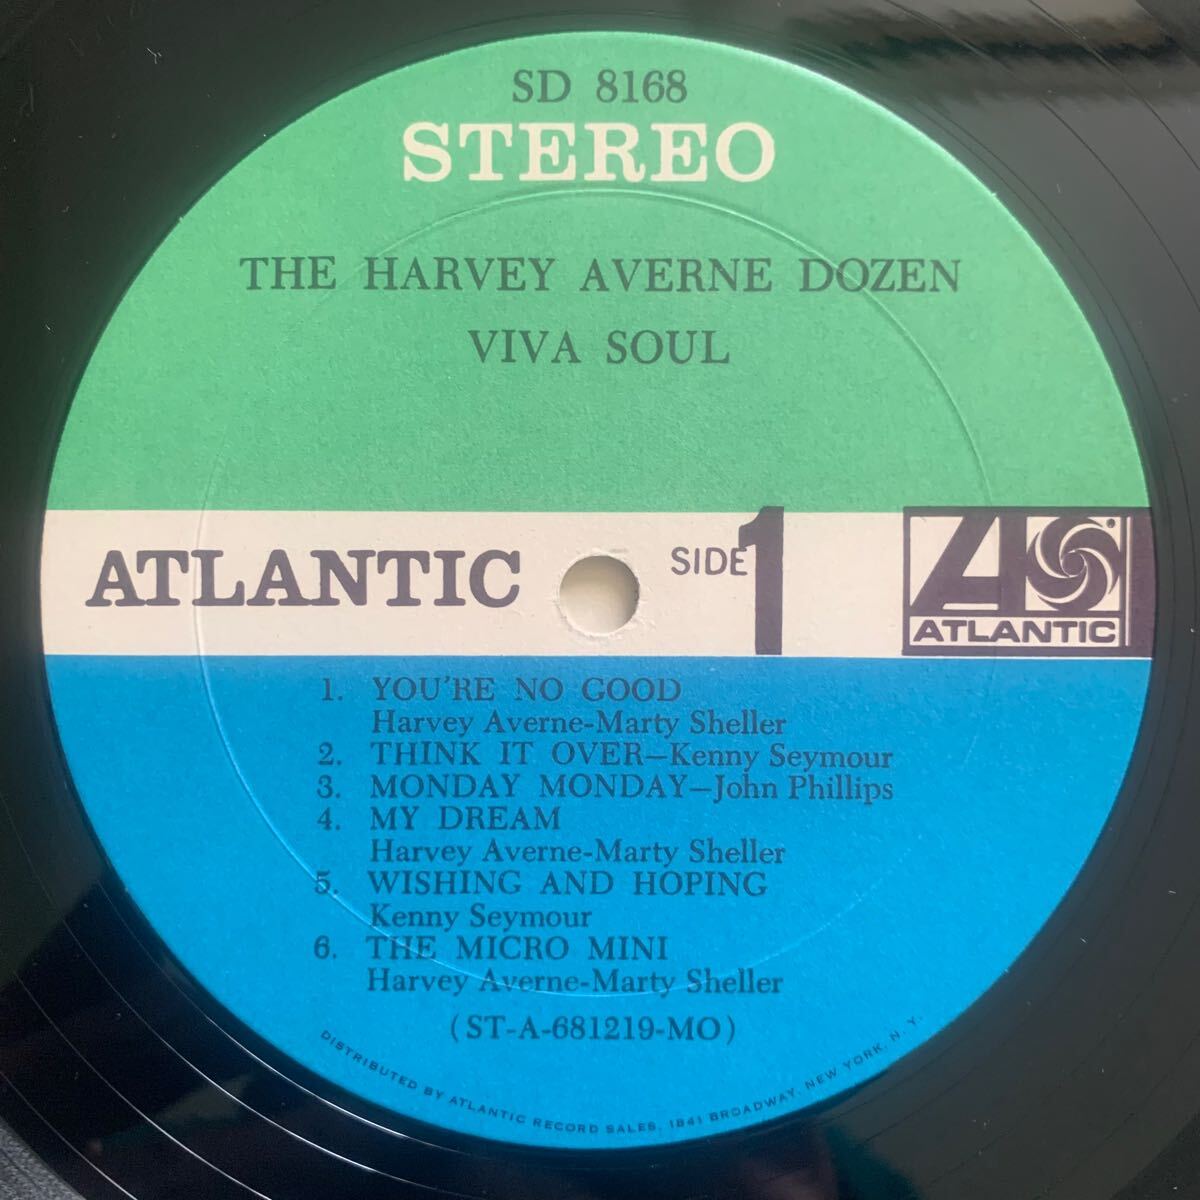 SD 8168
STEREO
THE HARVEY AVERNE DOZEN
VIVA SOUL
ATLANTIC
SIDE 1
ATLANTIC
1. YOU'RE NO GOOD
Harvey Averne-Marty Sheller
2. THINK IT OVER—Kenny Seymour
3. MONDAY MONDAY—John Phillips
4. MY DREAM
Harvey Averne-Marty Sheller
5. WISHING AND HOPING
Kenny Seymour
6. THE MICRO MINI
Harvey Averne-Marty Sheller
(ST-A-681219-MO)
DISTRIBUTED BY ATLANTIC RECORD SALES, 1841 BROADWAY, NEW YORK, N.Y.